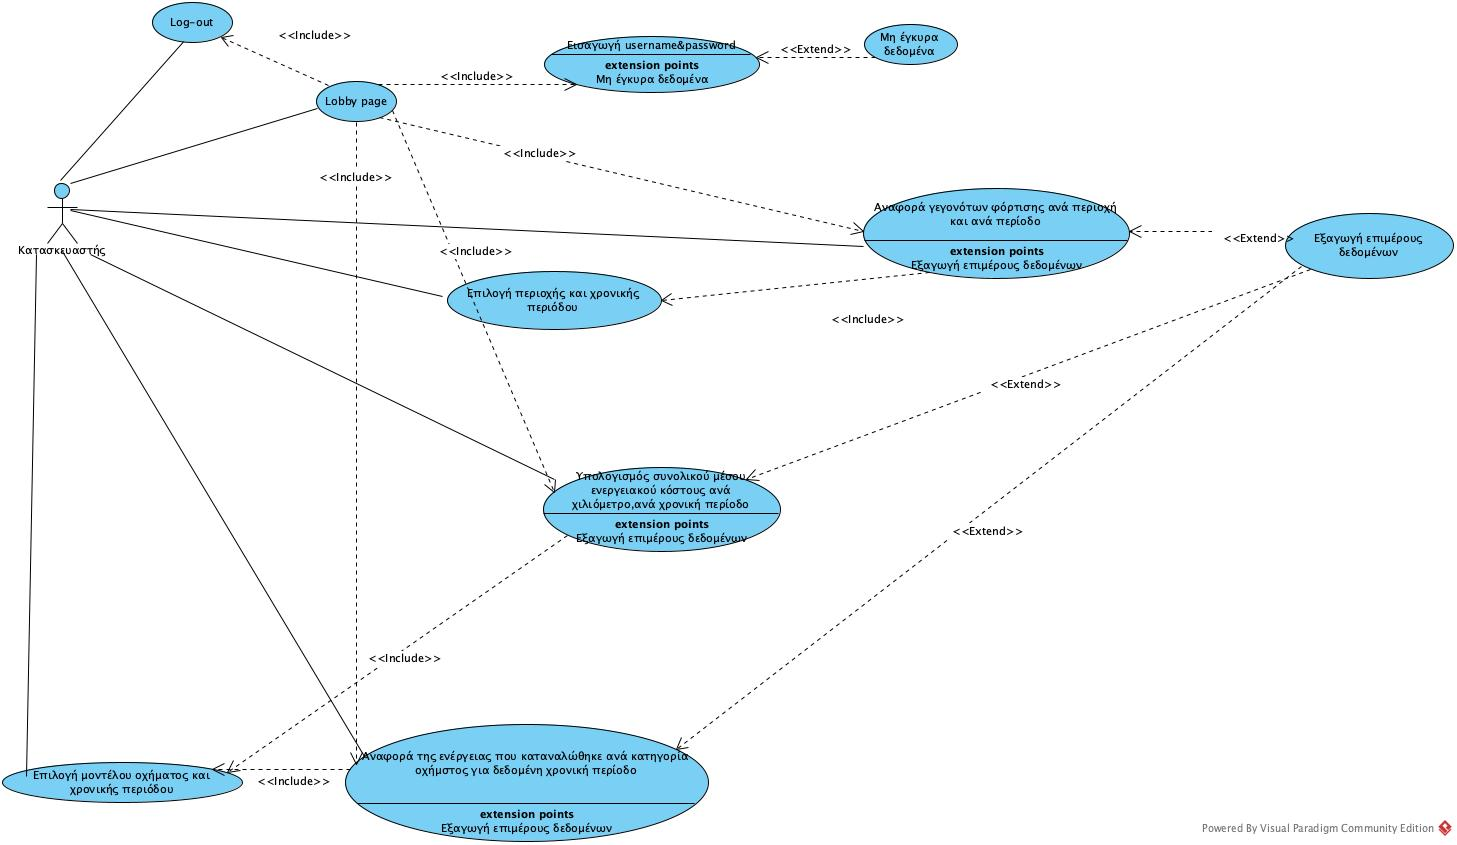 Log-out
<<Include>>
Εισαγωγή username&password
extension points
Μη έγκυρα δεδομένα
<<Extend>>
Μη έγκυρα
δεδομένα
<<Include>>
Lobby page
<<Include>>
<<Include>>
Κατασκευαστής
Αναφορά γεγονότων φόρτισης ανά περιοχή
και ανά περίοδο
extension points
Εξαγωγή επιμέρους δεδομένων
<<Extend>>
Εξαγωγή επιμέρους
δεδομένων
<<Include>>
Επιλογή περιοχής και χρονικής
περιόδου
<<Include>>
<<Extend>>
Υπολογισμός συνολικού μέσου
ενεργειακού κόστους ανά
χιλιόμετρο,ανά χρονική περίοδο
extension points
Εξαγωγή επιμέρους δεδομένων
<<Extend>>
<<Include>>
Αναφορά της ενέργειας που καταναλώθηκε ανά κατηγορία
οχήμστος για δεδομένη χρονική περίοδο
extension points
Εξαγωγή επιμέρους δεδομένων
<<Include>>
Επιλογή μοντέλου οχήματος και
χρονικής περιόδου
Powered By Visual Paradigm Community Edition